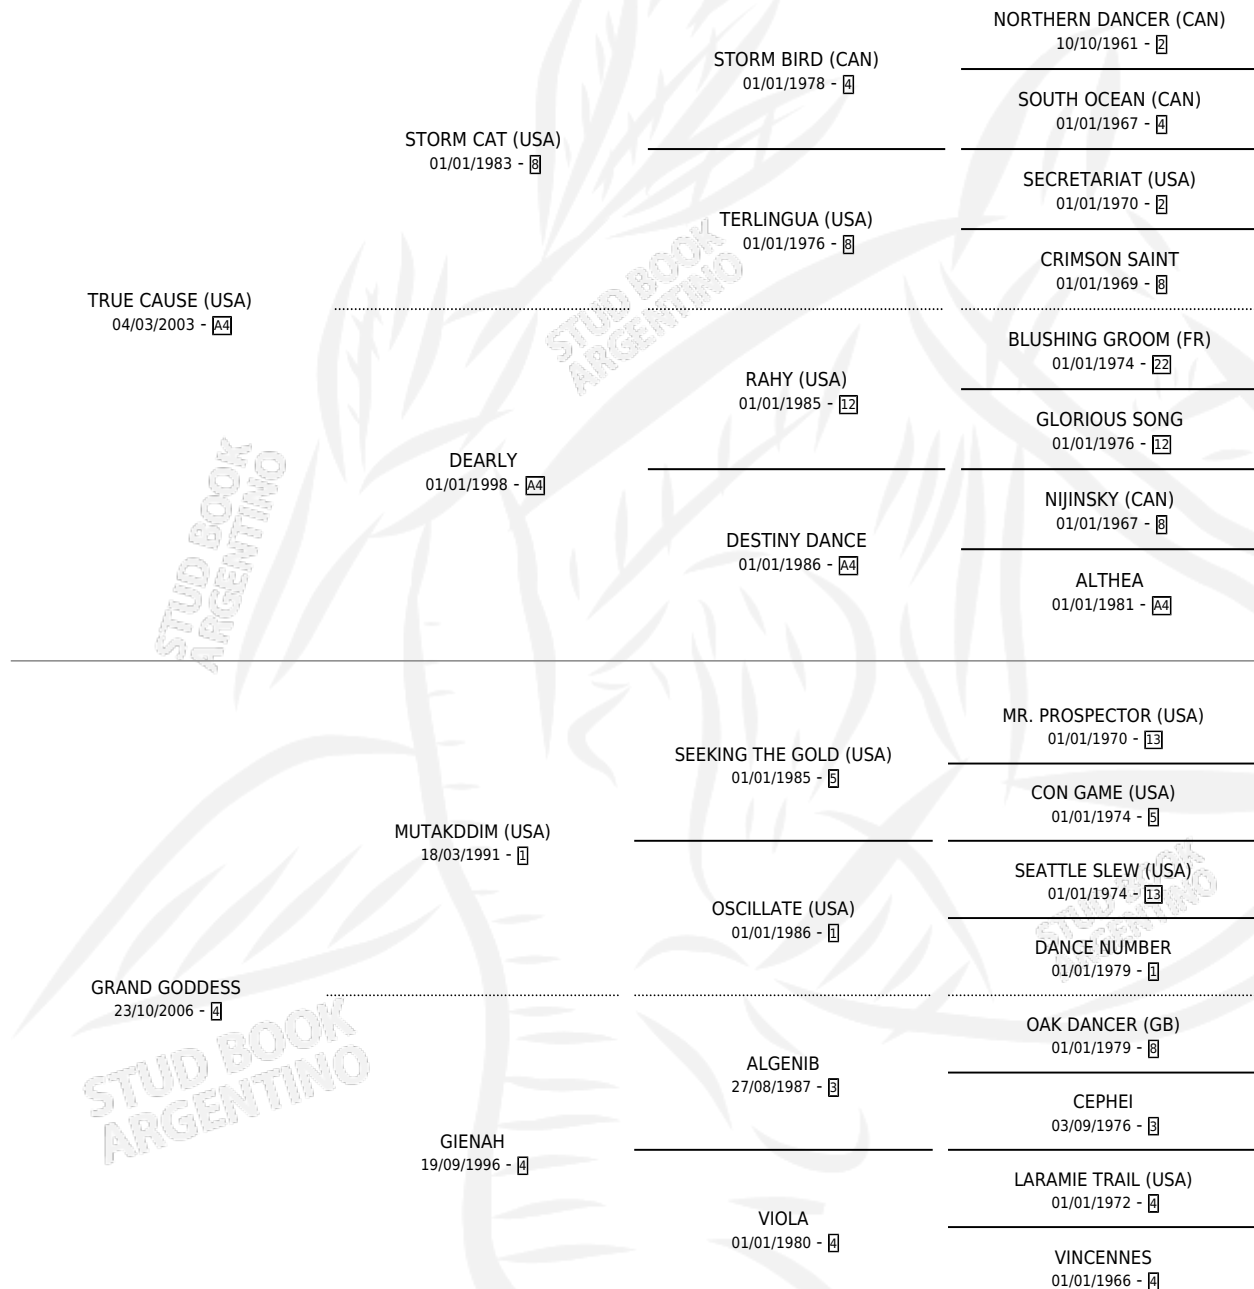 NORTHERN DANCER (CAN)
10/10/1961 - 2
STORM BIRD (CAN)
01/01/1978 - 4
SOUTH OCEAN (CAN)
01/01/1967 - 4
STORM CAT (USA)
01/01/1983 - 8
SECRETARIAT (USA)
01/01/1970 - 2
TERLINGUA (USA)
01/01/1976 - 8
CRIMSON SAINT
01/01/1969 - 8
TRUE CAUSE (USA)
04/03/2003 - A4
STUD BOOK
ARGENTINO
BLUSHING GROOM (FR)
01/01/1974 - 22
RAHY (USA)
01/01/1985 - 12
GLORIOUS SONG
01/01/1976 - 12
DEARLY
01/01/1998 - A4
NIJINSKY (CAN)
01/01/1967 - 8
DESTINY DANCE
01/01/1986 - A4
ALTHEA
01/01/1981 - A4
STUD BOOK
ARGENTINO
MR. PROSPECTOR (USA)
01/01/1970 - 13
SEEKING THE GOLD (USA)
01/01/1985 - 5
CON GAME (USA)
01/01/1974 - 5
MUTAKDDIM (USA)
18/03/1991 - 1
SEATTLE SLEW (USA)
01/01/1974 - 13
OSCILLATE (USA)
01/01/1986 - 1
STUD BOOK
ARGENTINO
DANCE NUMBER
01/01/1979 - 1
GRAND GODDESS
23/10/2006 - 4
OAK DANCER (GB)
01/01/1979 - 8
STUD BOOK
ARGENTINO
ALGENIB
27/08/1987 - 3
CEPHEI
03/09/1976 - 3
GIENAH
19/09/1996 - 4
LARAMIE TRAIL (USA)
01/01/1972 - 4
VIOLA
01/01/1980 - 4
VINCENNES
01/01/1966 - 4